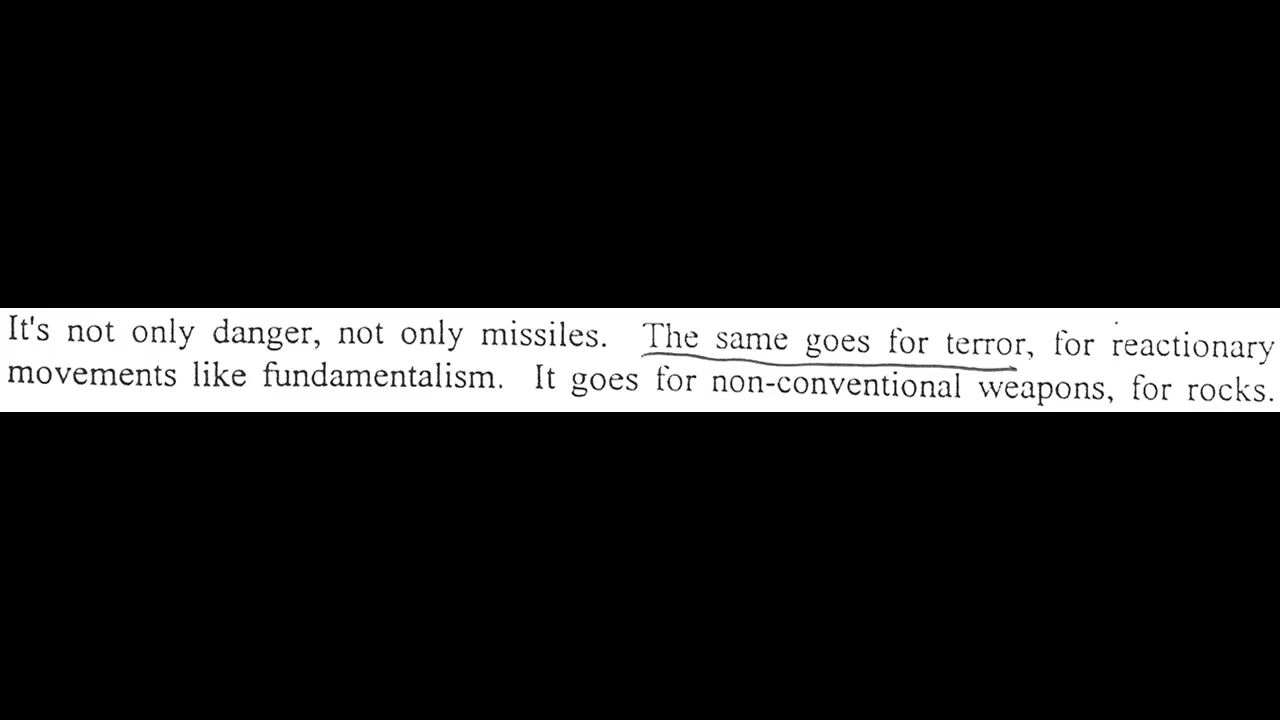 It's not only danger, not only missiles. The same goes for terror, for reactionary
movements like fundamentalism. It goes for non-conventional weapons, for rocks.